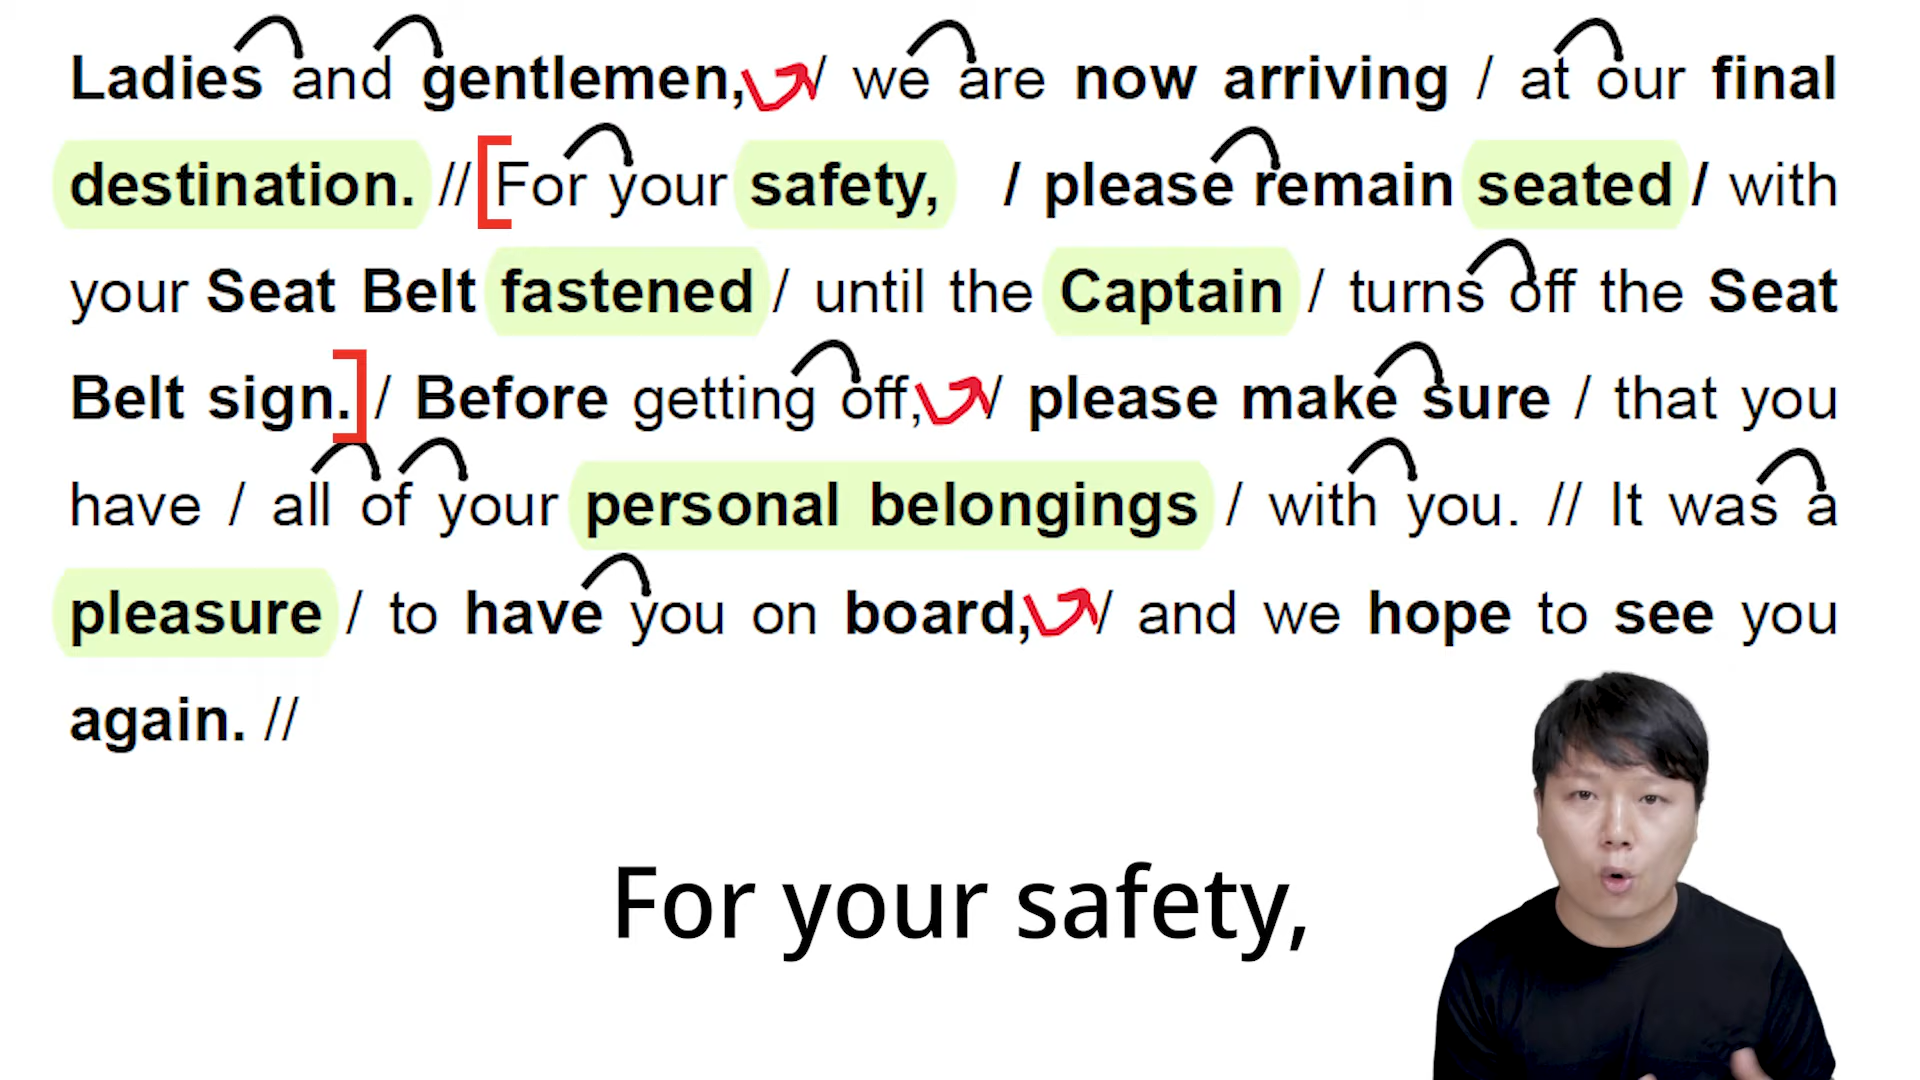 Ladies and gentlemen, / we are now arriving / at our final
destination. // [For your safety, / please remain seated / with
your Seat Belt fastened / until the Captain / turns off the Seat
Belt sign.] / Before getting off, / please make sure / that you
have / all of your personal belongings / with you. // It was a
pleasure / to have you on board, / and we hope to see you
again. //
For your safety,